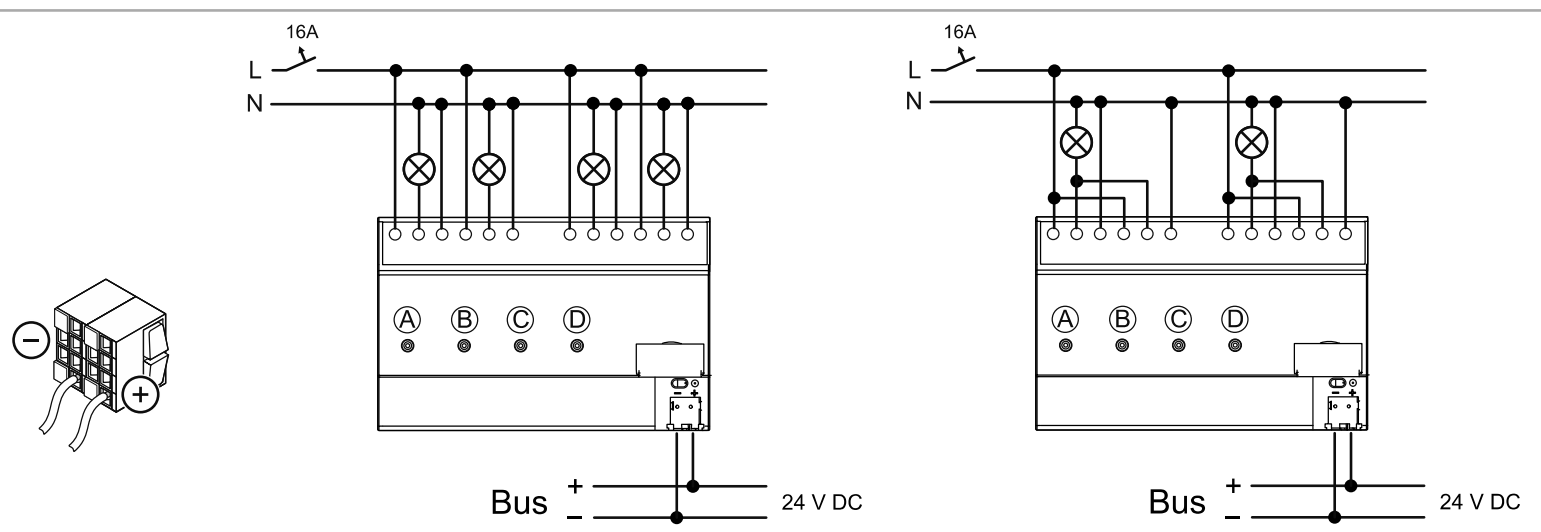 16A
L
N
A B C D
− +
Bus + 24 V DC
−
16A
L
N
A B C D
− +
Bus + 24 V DC
−
−
+